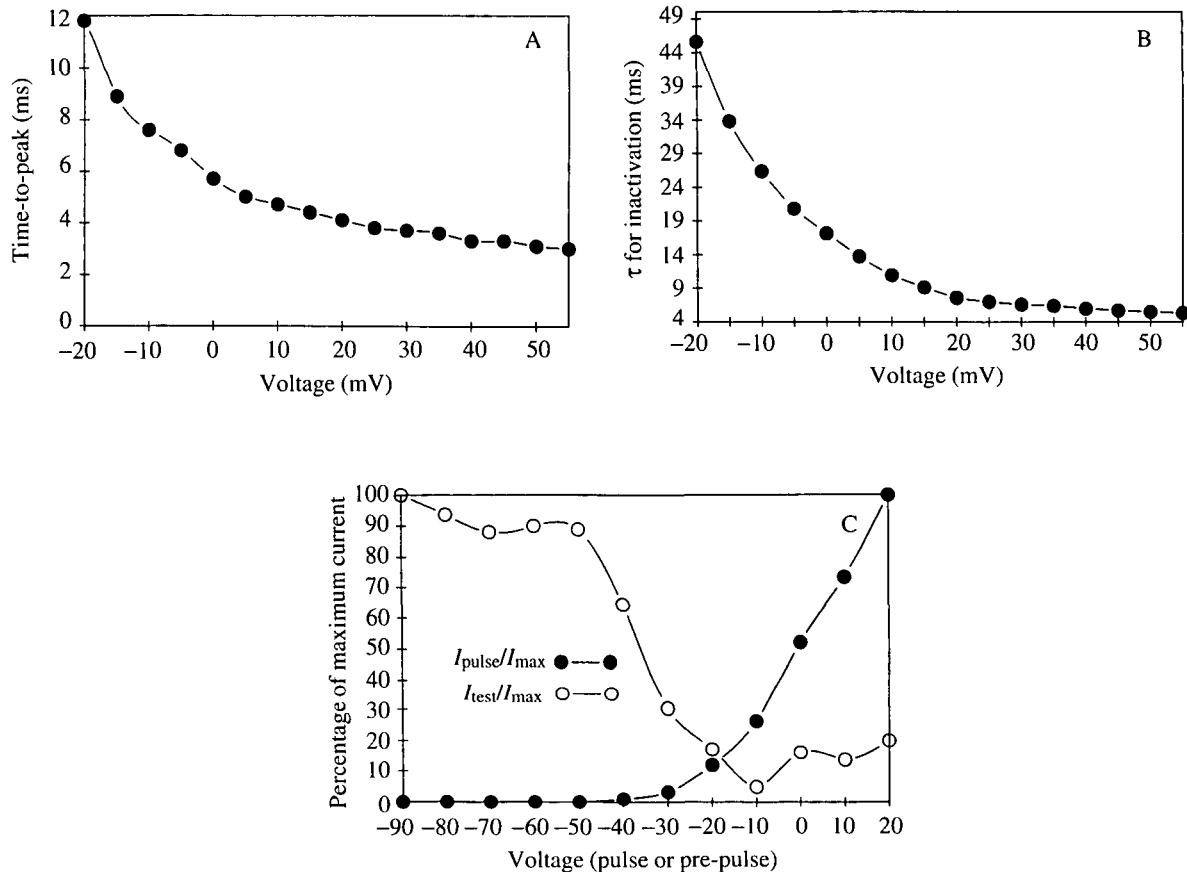 A
Time-to-peak (ms)
12
10
8
6
4
2
0
−20 −10 0 10 20 30 40 50
Voltage (mV)
B
τ for inactivation (ms)
49
44
39
34
29
24
19
14
9
4
−20 −10 0 10 20 30 40 50
Voltage (mV)
C
Percentage of maximum current
100
90
80
70
60
50
40
30
20
10
0
I_pulse/I_max
I_test/I_max
−90 −80 −70 −60 −50 −40 −30 −20 −10 0 10 20
Voltage (pulse or pre-pulse)